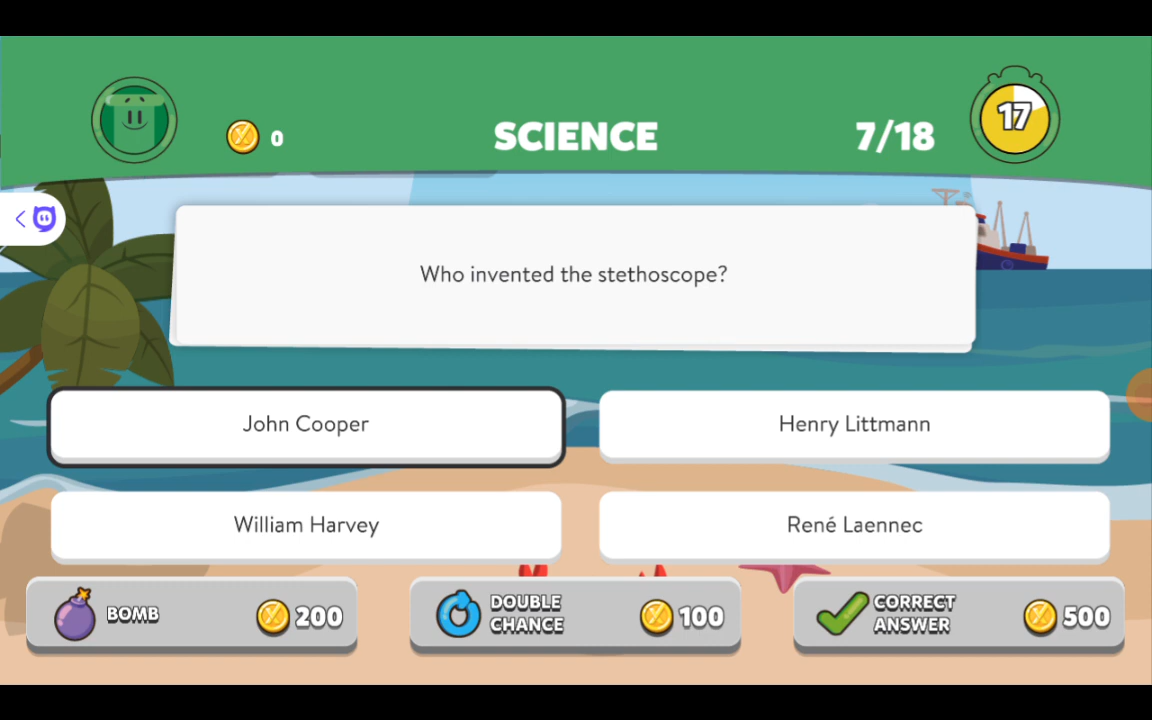 0
SCIENCE
7/18
17
Who invented the stethoscope?
John Cooper
Henry Littmann
William Harvey
René Laennec
BOMB
200
DOUBLE
CHANCE
100
CORRECT
ANSWER
500